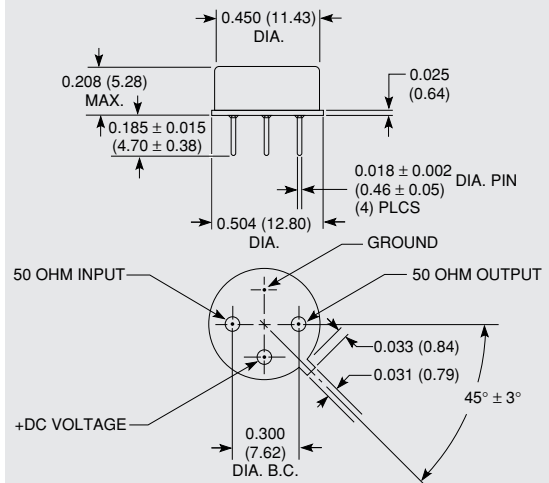 0.450 (11.43)
DIA.
0.208 (5.28)
MAX.
0.025
(0.64)
0.185 ± 0.015
(4.70 ± 0.38)
0.018 ± 0.002
(0.46 ± 0.05)
(4) PLCS
DIA. PIN
0.504 (12.80)
DIA.
GROUND
50 OHM INPUT
50 OHM OUTPUT
0.033 (0.84)
0.031 (0.79)
45° ± 3°
+DC VOLTAGE
0.300
(7.62)
DIA. B.C.